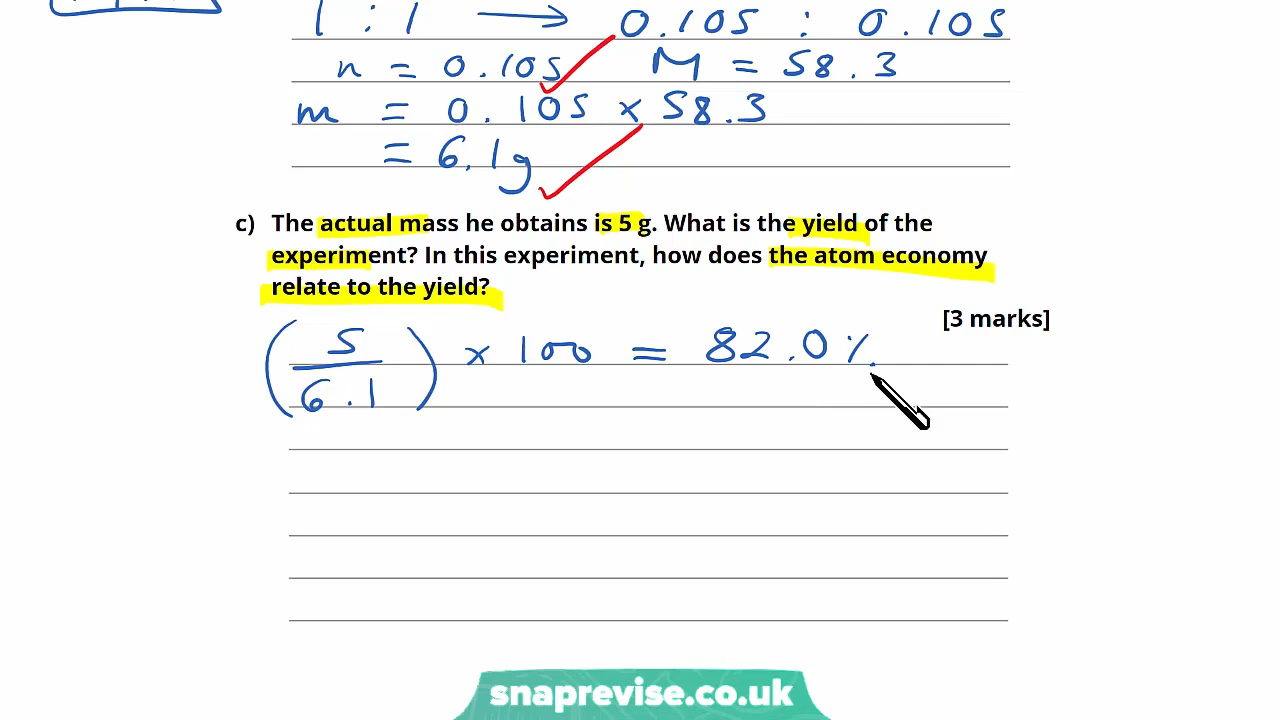 1 : 1 → 0.105 : 0.105
n = 0.105 M = 58.3
m = 0.105 × 58.3
= 6.1g
c) The actual mass he obtains is 5 g. What is the yield of the
experiment? In this experiment, how does the atom economy
relate to the yield?
[3 marks]
(5/6.1) × 100 = 82.0%
snaprevise.co.uk